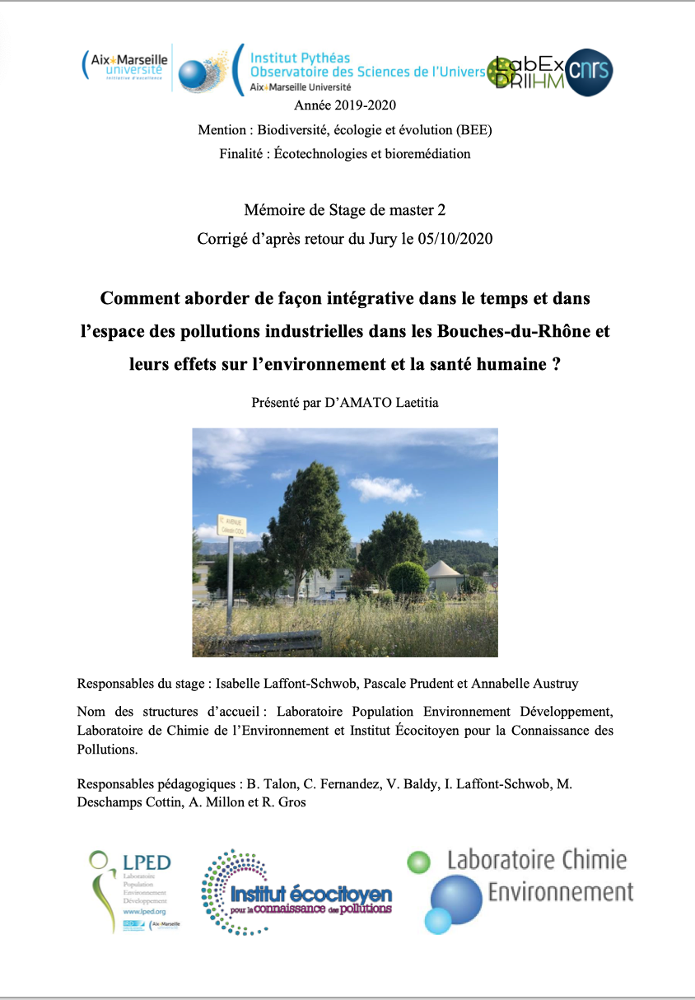 Aix*Marseille
université
Initiative d'excellence
Institut Pythéas
Observatoire des Sciences de l'Univers
Aix*Marseille Université
LabEx
DRIIHM
cnrs
Année 2019-2020
Mention : Biodiversité, écologie et évolution (BEE)
Finalité : Écotechnologies et bioremédiation
Mémoire de Stage de master 2
Corrigé d'après retour du Jury le 05/10/2020
Comment aborder de façon intégrative dans le temps et dans
l'espace des pollutions industrielles dans les Bouches-du-Rhône et
leurs effets sur l'environnement et la santé humaine ?
Présenté par D'AMATO Laetitia
AVENUE
COQ
Responsables du stage : Isabelle Laffont-Schwob, Pascale Prudent et Annabelle Austruy
Nom des structures d'accueil : Laboratoire Population Environnement Développement,
Laboratoire de Chimie de l'Environnement et Institut Écocitoyen pour la Connaissance des
Pollutions.
Responsables pédagogiques : B. Talon, C. Fernandez, V. Baldy, I. Laffont-Schwob, M.
Deschamps Cottin, A. Millon et R. Gros
LPED
Laboratoire
Population
Environnement
Développement
www.lped.org
Aix*Marseille
université
Institut écocitoyen
pour la connaissance des pollutions
Laboratoire Chimie
Environnement